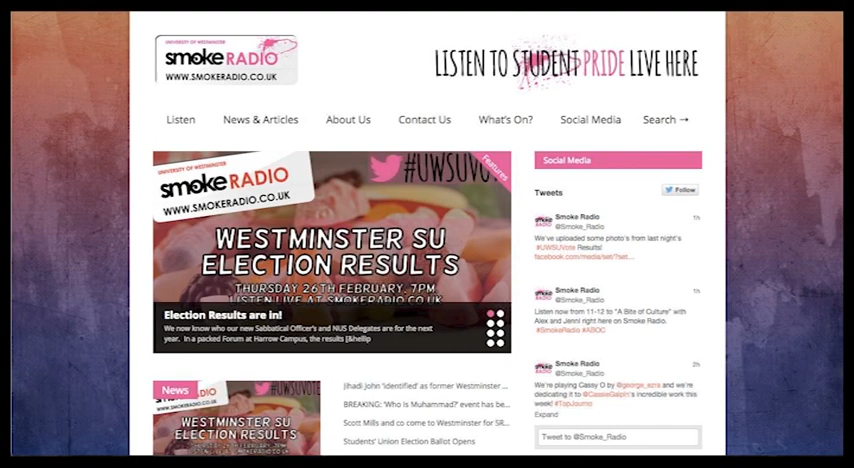 UNIVERSITY OF WESTMINSTER
smoke RADIO
WWW.SMOKERADIO.CO.UK
LISTEN TO STUDENT PRIDE LIVE HERE
Listen News & Articles About Us Contact Us What's On? Social Media Search →
UNIVERSITY OF WESTMINSTER
smoke RADIO
WWW.SMOKERADIO.CO.UK
#UWSUVO
Features
WESTMINSTER SU
ELECTION RESULTS
THURSDAY 26TH FEBRUARY, 7PM
LISTEN LIVE AT SMOKERADIO.CO.UK
Election Results are in!
We now know who our new Sabbatical Officer's and NUS Delegates are for the next
year. In a packed Forum at Harrow Campus, the results [&hellip
News
#UWSUVOTE
WWW.SMOKERADIO.CO.UK
WESTMINSTER SU
ELECTION RESULTS
THURSDAY 26TH FEBRUARY, 7PM
Jihadi John 'identified' as former Westminster ...
BREAKING: 'Who Is Muhammad?' event has be...
Scott Mills and co come to Westminster for SR...
Students' Union Election Ballot Opens
Social Media
Tweets
Follow
Smoke Radio 1h
@Smoke_Radio
We've uploaded some photo's from last night's
#UWSUVote Results!
facebook.com/media/set/?set...
Smoke Radio 1h
@Smoke_Radio
Listen now from 11-12 to "A Bite of Culture" with
Alex and Jenni right here on Smoke Radio.
#SmokeRadio #ABOC
Smoke Radio 2h
@Smoke_Radio
We're playing Cassy O by @george_ezra and we're
dedicating it to @CassieGalpin's incredible work this
week! #TopJourno
Expand
Tweet to @Smoke_Radio